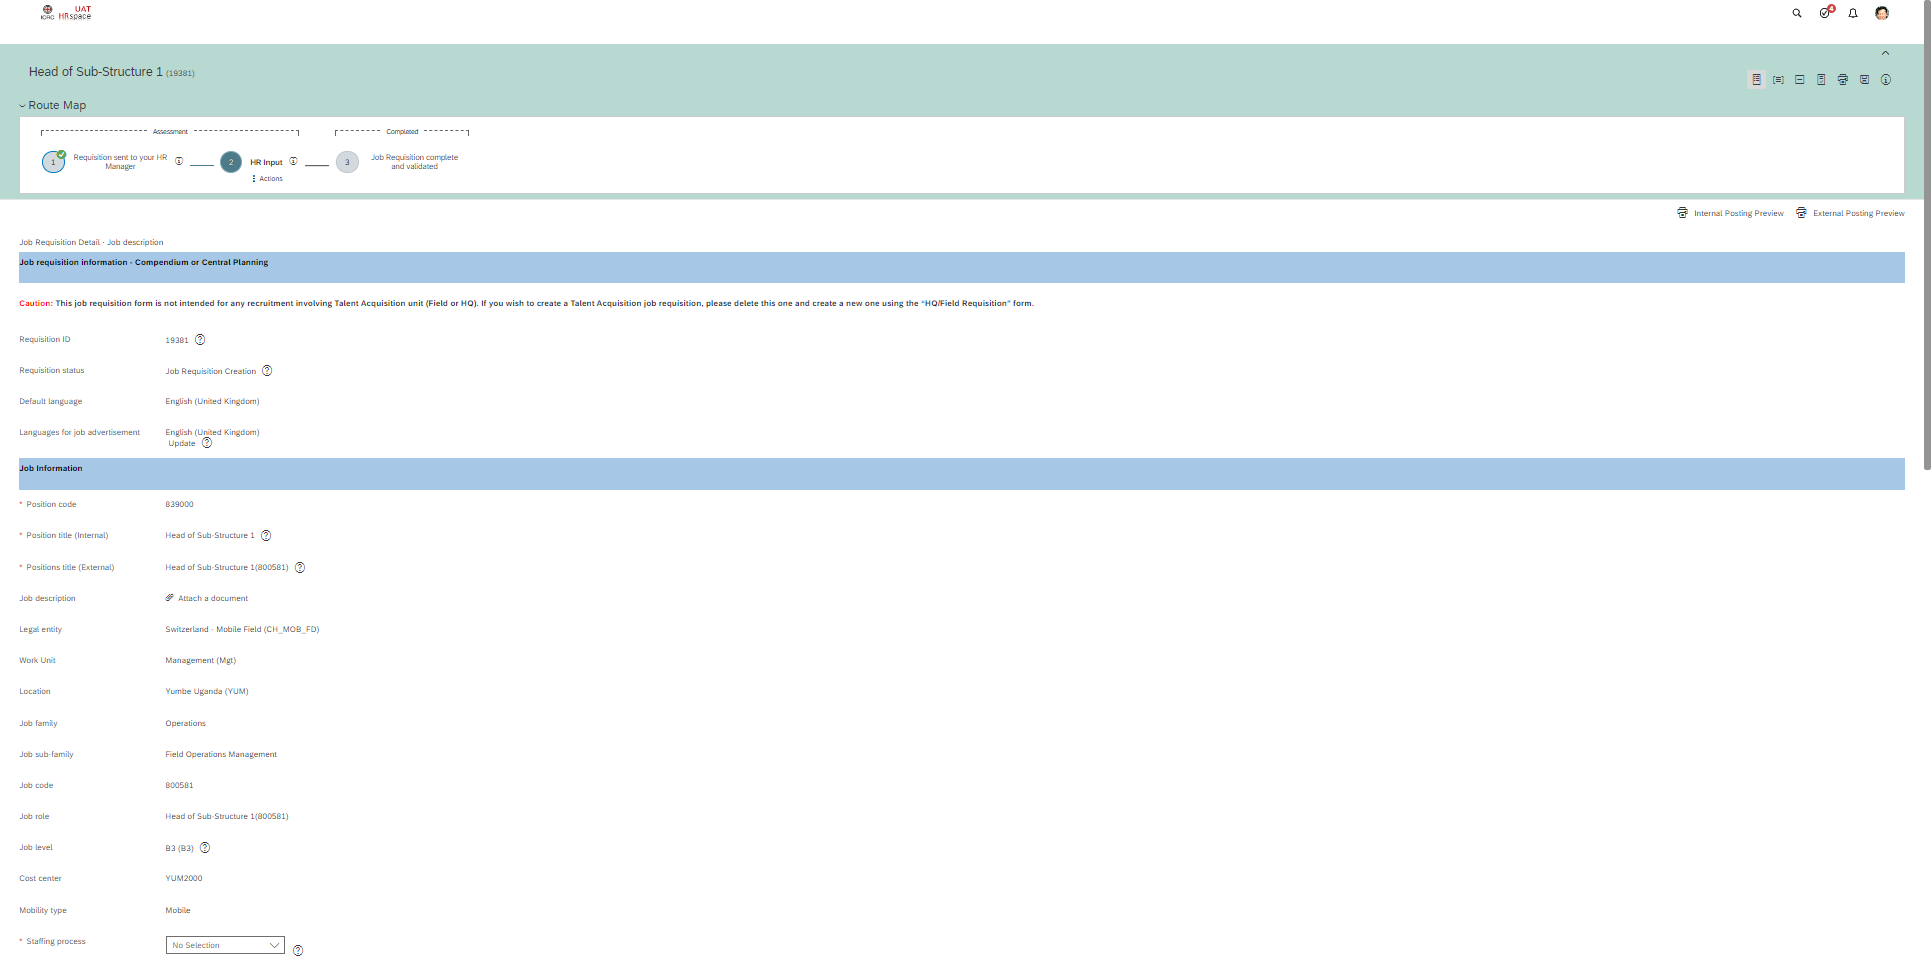 ICRC
UAT
HRspace
4
Head of Sub-Structure 1 (19381)
Route Map
Assessment
Completed
1
Requisition sent to your HR
Manager
2
HR Input
Actions
3
Job Requisition complete
and validated
Internal Posting Preview
External Posting Preview
Job Requisition Detail · Job description
Job requisition information - Compendium or Central Planning
Caution: This job requisition form is not intended for any recruitment involving Talent Acquisition unit (Field or HQ). If you wish to create a Talent Acquisition job requisition, please delete this one and create a new one using the "HQ/Field Requisition" form.
Requisition ID 19381
Requisition status Job Requisition Creation
Default language English (United Kingdom)
Languages for job advertisement English (United Kingdom)
Update
Job Information
* Position code 839000
* Position title (Internal) Head of Sub-Structure 1
* Positions title (External) Head of Sub-Structure 1(800581)
Job description Attach a document
Legal entity Switzerland - Mobile Field (CH_MOB_FD)
Work Unit Management (Mgt)
Location Yumbe Uganda (YUM)
Job family Operations
Job sub-family Field Operations Management
Job code 800581
Job role Head of Sub-Structure 1(800581)
Job level B3 (B3)
Cost center YUM2000
Mobility type Mobile
* Staffing process No Selection